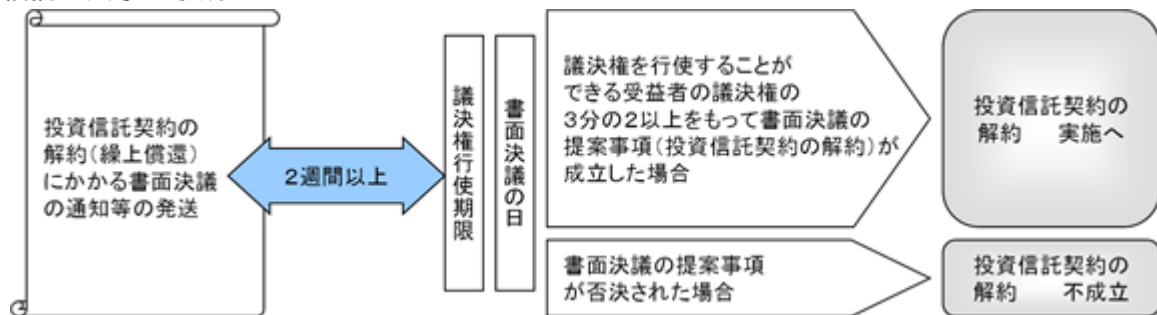 投資信託契約の
解約(繰上償還)
にかかる書面決議
の通知等の発送
２週間以上
議決権行使期限
書面決議の日
議決権を行使することが
できる受益者の議決権の
３分の２以上をもって書面決議の
提案事項(投資信託契約の解約)が
成立した場合
投資信託契約の
解約　　実施へ
書面決議の提案事項
が否決された場合
投資信託契約の
解約　　不成立